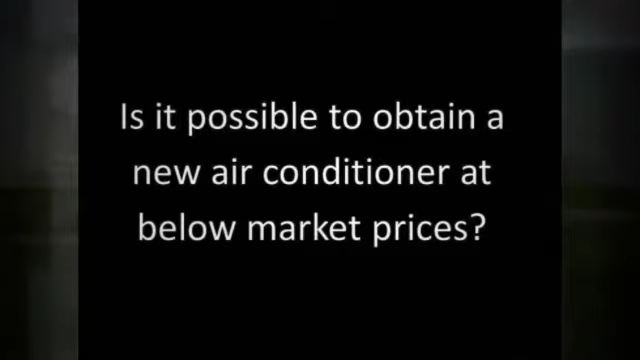 Is it possible to obtain a
new air conditioner at
below market prices?